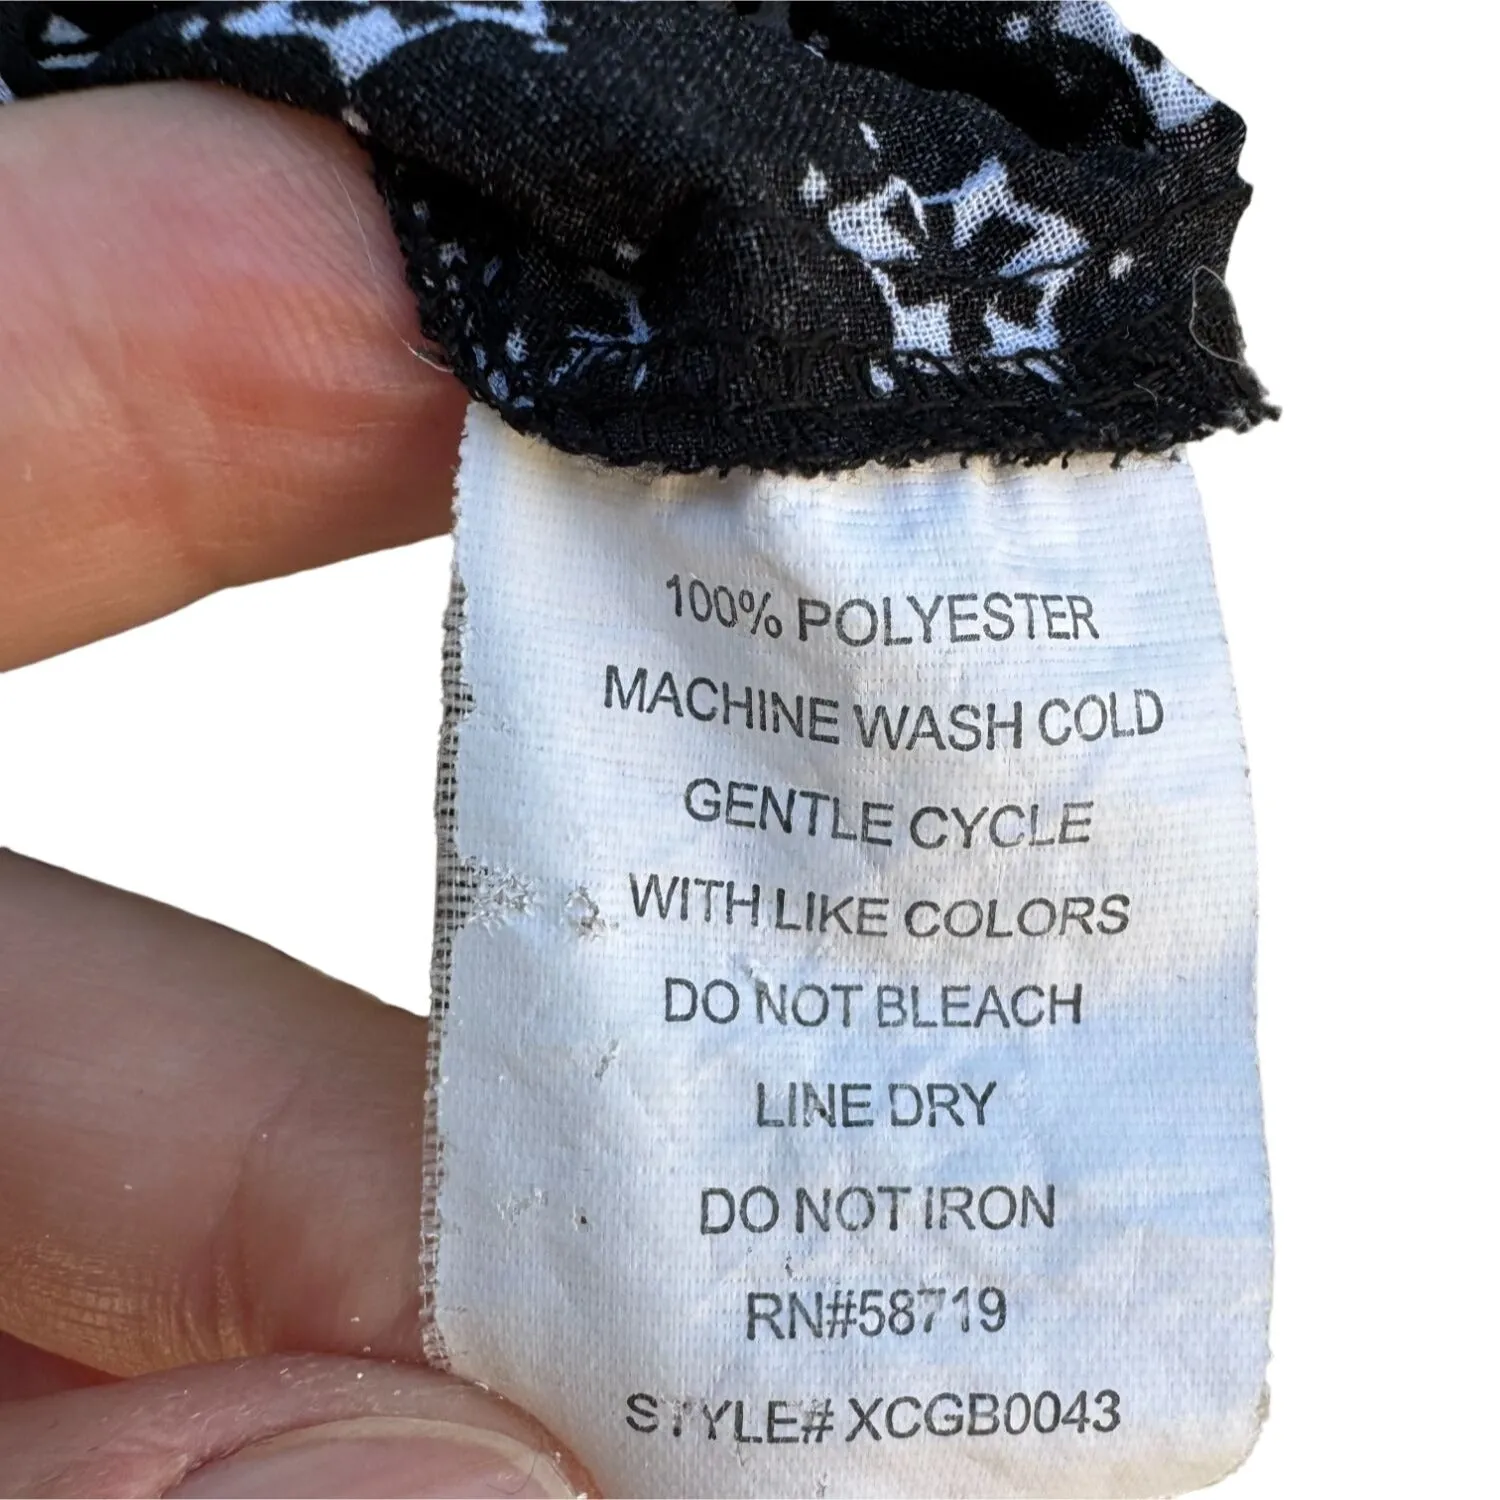 100% POLYESTER
MACHINE WASH COLD
GENTLE CYCLE
WITH LIKE COLORS
DO NOT BLEACH
LINE DRY
DO NOT IRON
RN#58719
STYLE# XCGB0043